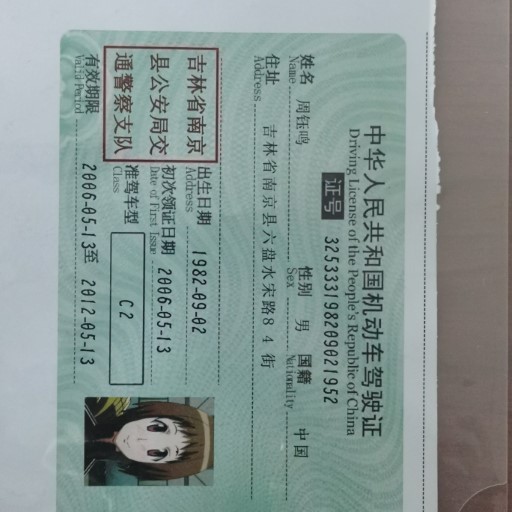 中华人民共和国机动车驾驶证
Driving License of the People's Republic of China
证号 325333198209021952
姓名 周钰鸣 性别 男 国籍 中国
Name Sex Nationality
住址 吉林省南京县六盘水宋路84街
Address
吉林省南京
县公安局交
通警察支队
出生日期 1982-09-02
Address
初次领证日期 2006-05-13
Date of First Issue
准驾车型 C2
Class
有效期限 2006-05-13至 2012-05-13
Valid Period